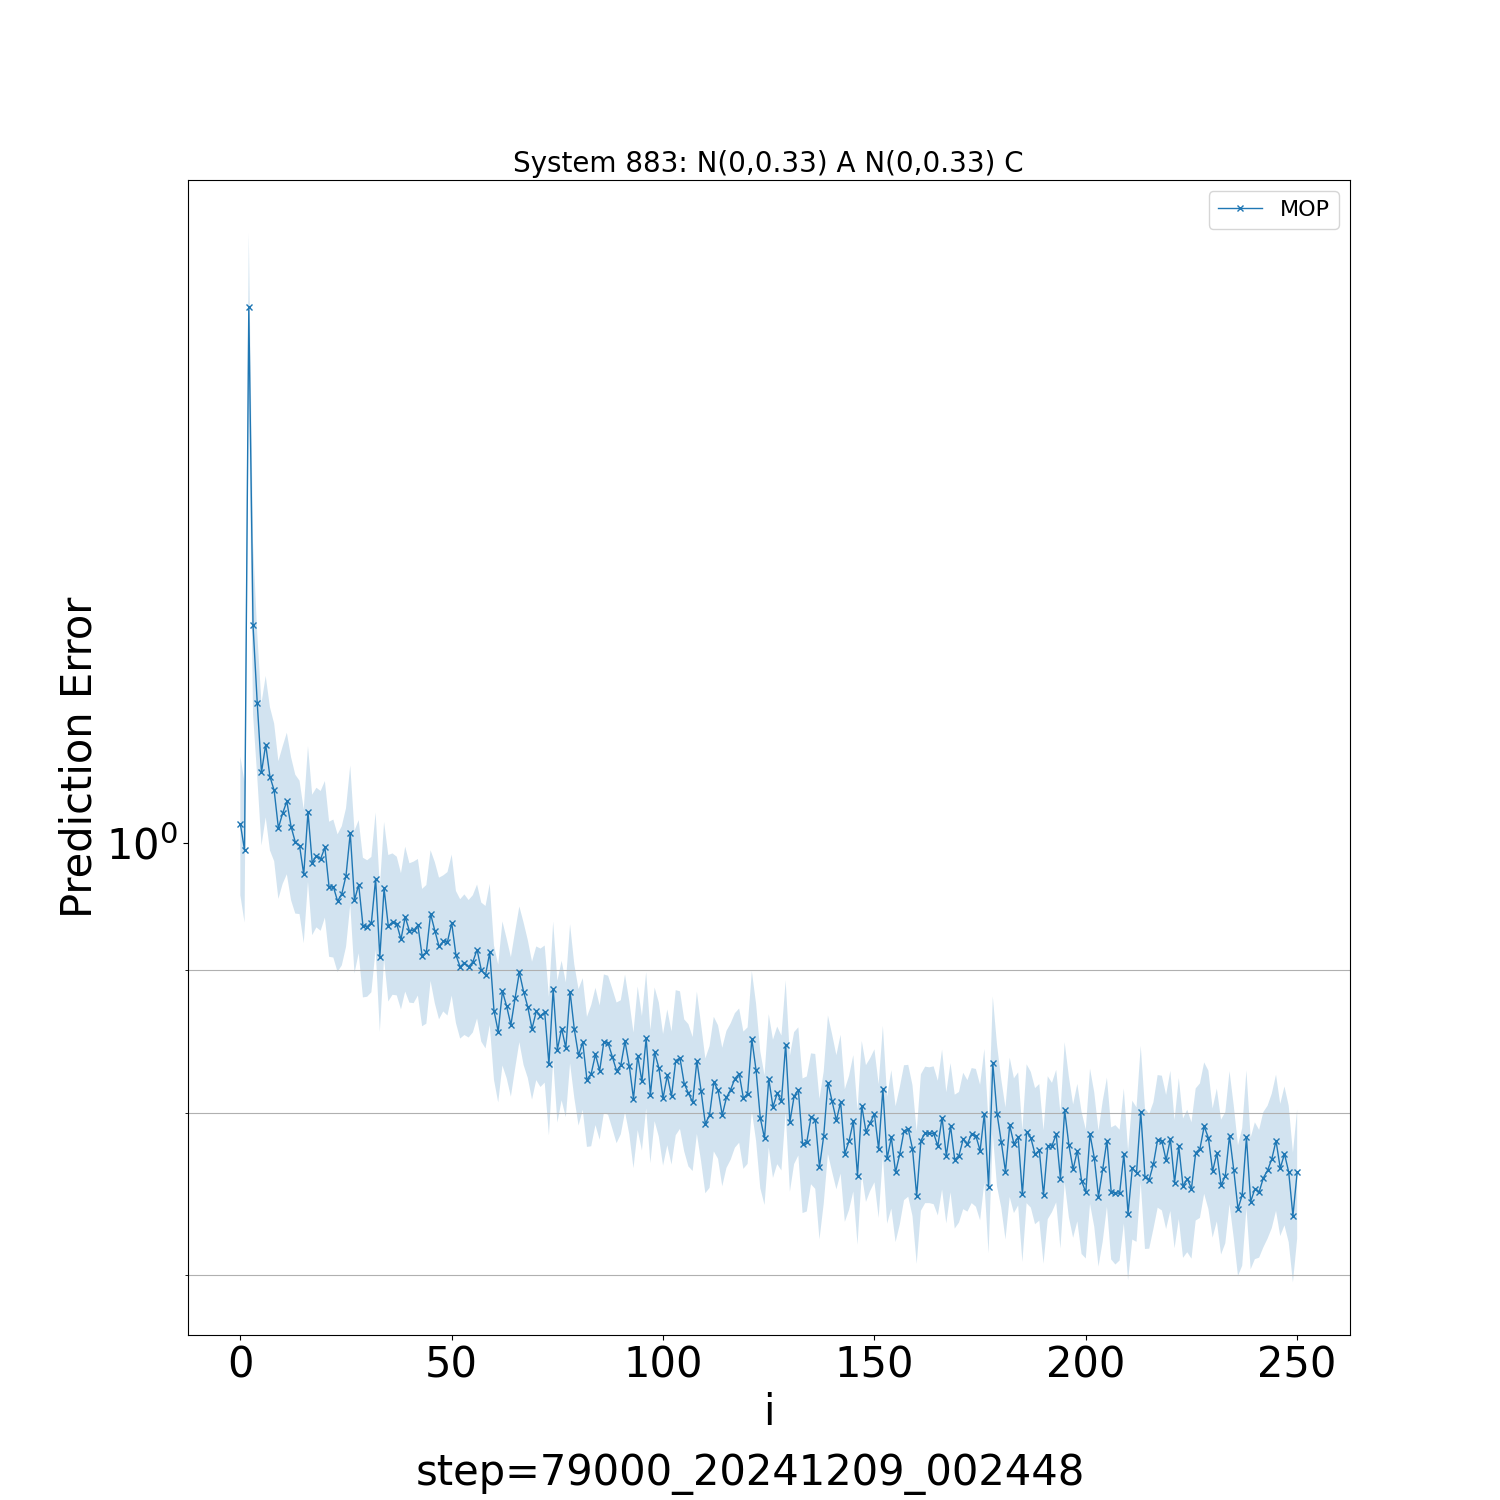 System 883: N(0,0.33) A N(0,0.33) C
MOP
Prediction Error
10⁰
0 50 100 150 200 250
i
step=79000_20241209_002448